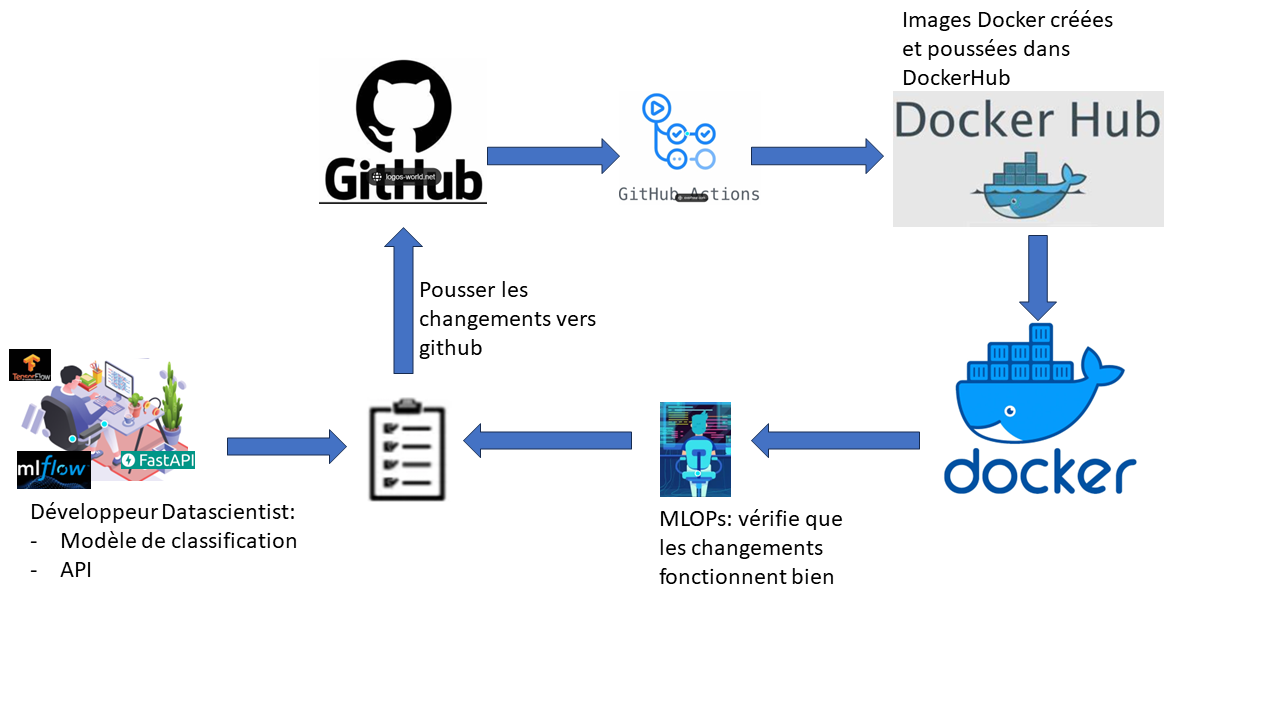 Images Docker créées
et poussées dans
DockerHub
Docker Hub
GitHub
logos-world.net
GitHub Actions
Pousser les
changements vers
github
TensorFlow
mlflow
FastAPI
Développeur Datascientist:
- Modèle de classification
- API
MLOPs: vérifie que
les changements
fonctionnent bien
docker